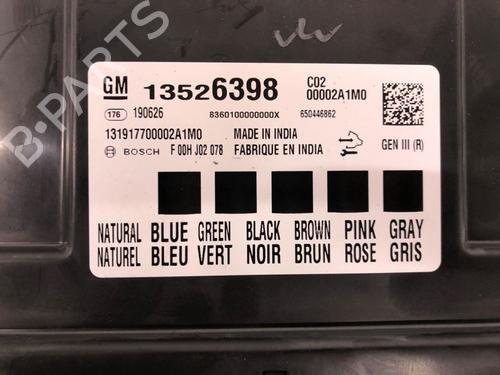 B-PARTS
GM 13526398 C02
00002A1M0
176 190626 8360100000000X 650446862
131917700002A1M0 MADE IN INDIA
BOSCH F 00H J02 078 FABRIQUE EN INDIA GEN III (R)
NATURAL BLUE GREEN BLACK BROWN PINK GRAY
NATUREL BLEU VERT NOIR BRUN ROSE GRIS